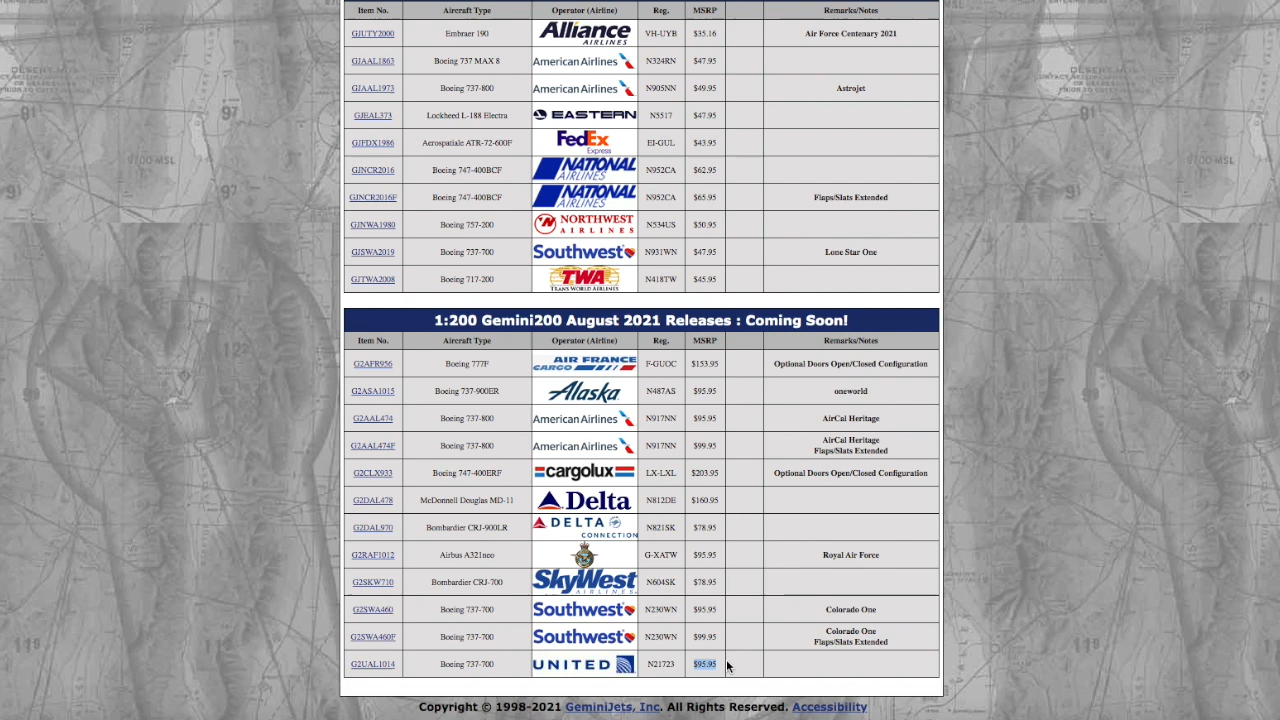 Item No. Aircraft Type Operator (Airline) Reg. MSRP Remarks/Notes
GJUTY2000 Embraer 190 Alliance AIRLINES VH-UYB $35.16 Air Force Centenary 2021
GJAAL1863 Boeing 737 MAX 8 American Airlines N324RN $47.95
GJAAL1973 Boeing 737-800 American Airlines N905NN $49.95 Astrojet
GJEAL373 Lockheed L-188 Electra EASTERN N5517 $47.95
GJFDX1986 Aerospatiale ATR-72-600F FedEx Express EI-GUL $43.95
GJNCR2016 Boeing 747-400BCF NATIONAL AIRLINES N952CA $62.95
GJNCR2016F Boeing 747-400BCF NATIONAL AIRLINES N952CA $65.95 Flaps/Slats Extended
GJNWA1980 Boeing 757-200 NORTHWEST AIRLINES N534US $50.95
GJSWA2019 Boeing 737-700 Southwest N931WN $47.95 Lone Star One
GJTWA2008 Boeing 717-200 TWA TRANS WORLD AIRLINES N418TW $45.95
1:200 Gemini200 August 2021 Releases : Coming Soon!
Item No. Aircraft Type Operator (Airline) Reg. MSRP Remarks/Notes
G2AFR956 Boeing 777F AIR FRANCE CARGO F-GUOC $153.95 Optional Doors Open/Closed Configuration
G2ASA1015 Boeing 737-900ER Alaska N487AS $95.95 oneworld
G2AAL474 Boeing 737-800 American Airlines N917NN $95.95 AirCal Heritage
G2AAL474F Boeing 737-800 American Airlines N917NN $99.95 AirCal Heritage
Flaps/Slats Extended
G2CLX933 Boeing 747-400ERF cargolux LX-LXL $203.95 Optional Doors Open/Closed Configuration
G2DAL478 McDonnell Douglas MD-11 Delta N812DE $160.95
G2DAL970 Bombardier CRJ-900LR DELTA CONNECTION N821SK $78.95
G2RAF1012 Airbus A321neo G-XATW $95.95 Royal Air Force
G2SKW710 Bombardier CRJ-700 SkyWest AIRLINES N604SK $78.95
G2SWA460 Boeing 737-700 Southwest N230WN $95.95 Colorado One
G2SWA460F Boeing 737-700 Southwest N230WN $99.95 Colorado One
Flaps/Slats Extended
G2UAL1014 Boeing 737-700 UNITED N21723 $95.95
Copyright © 1998-2021 GeminiJets, Inc. All Rights Reserved. Accessibility